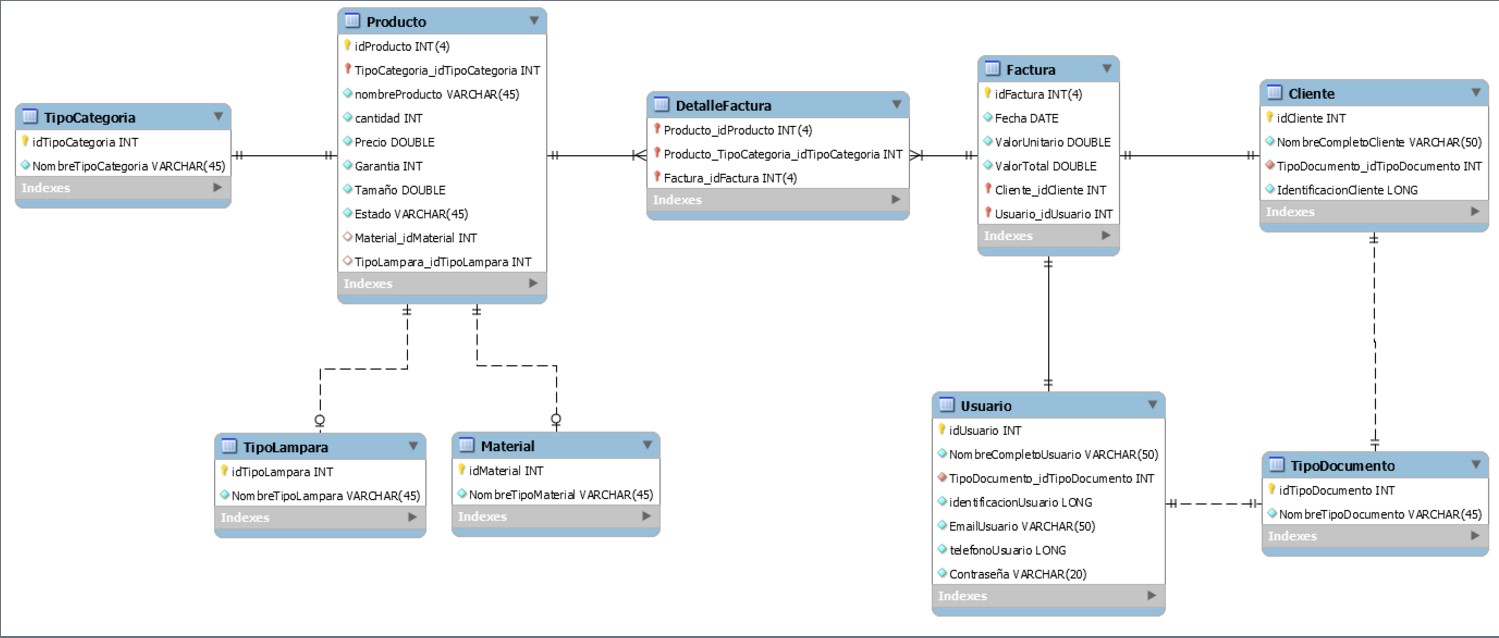 TipoCategoria
idTipoCategoria INT
NombreTipoCategoria VARCHAR(45)
Indexes
Producto
idProducto INT(4)
TipoCategoria_idTipoCategoria INT
nombreProducto VARCHAR(45)
cantidad INT
Precio DOUBLE
Garantia INT
Tamaño DOUBLE
Estado VARCHAR(45)
Material_idMaterial INT
TipoLampara_idTipoLampara INT
Indexes
DetalleFactura
Producto_idProducto INT(4)
Producto_TipoCategoria_idTipoCategoria INT
Factura_idFactura INT(4)
Indexes
Factura
idFactura INT(4)
Fecha DATE
ValorUnitario DOUBLE
ValorTotal DOUBLE
Cliente_idCliente INT
Usuario_idUsuario INT
Indexes
Cliente
idCliente INT
NombreCompletoCliente VARCHAR(50)
TipoDocumento_idTipoDocumento INT
IdentificacionCliente LONG
Indexes
TipoLampara
idTipoLampara INT
NombreTipoLampara VARCHAR(45)
Indexes
Material
idMaterial INT
NombreTipoMaterial VARCHAR(45)
Indexes
Usuario
idUsuario INT
NombreCompletoUsuario VARCHAR(50)
TipoDocumento_idTipoDocumento INT
identificacionUsuario LONG
EmailUsuario VARCHAR(50)
telefonoUsuario LONG
Contraseña VARCHAR(20)
Indexes
TipoDocumento
idTipoDocumento INT
NombreTipoDocumento VARCHAR(45)
Indexes